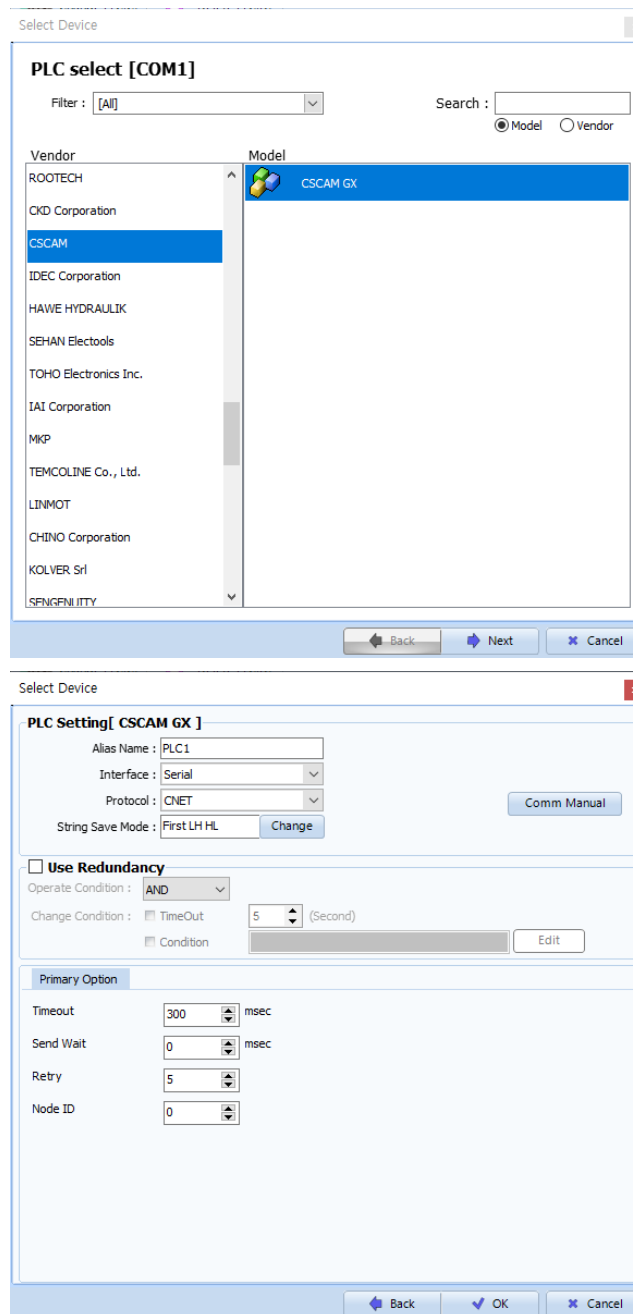 Select Device
PLC select [COM1]
Filter : [All]
Search :
Model Vendor
Vendor Model
ROOTECH
CSCAM GX
CKD Corporation
CSCAM
IDEC Corporation
HAWE HYDRAULIK
SEHAN Electools
TOHO Electronics Inc.
IAI Corporation
MKP
TEMCOLINE Co., Ltd.
LINMOT
CHINO Corporation
KOLVER Srl
SENGENUITY
Back Next Cancel
Select Device
PLC Setting[ CSCAM GX ]
Alias Name : PLC1
Interface : Serial
Protocol : CNET
Comm Manual
String Save Mode : First LH HL Change
Use Redundancy
Operate Condition : AND
Change Condition : TimeOut 5 (Second)
Condition Edit
Primary Option
Timeout 300 msec
Send Wait 0 msec
Retry 5
Node ID 0
Back OK Cancel